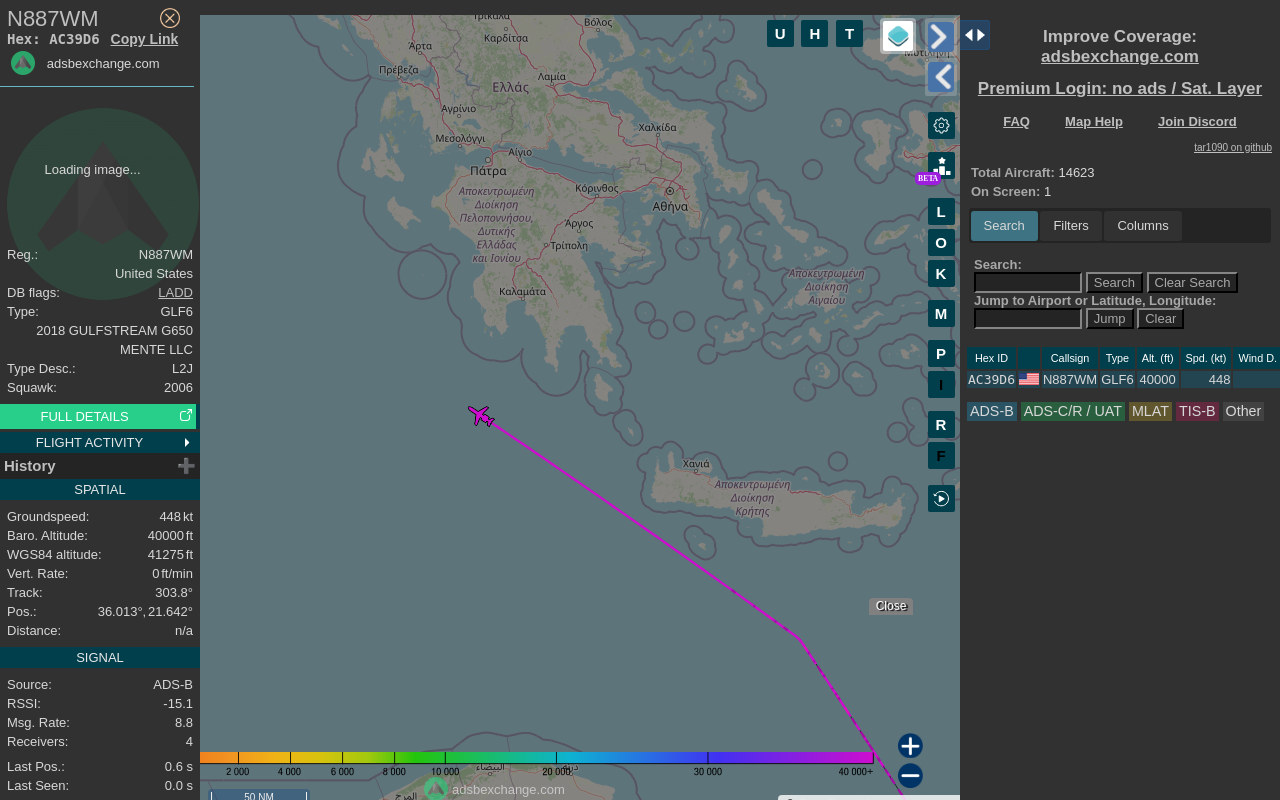 N887WM
Hex: AC39D6 Copy Link
adsbexchange.com
Loading image...
Reg.: N887WM
United States
DB flags: LADD
Type: GLF6
2018 GULFSTREAM G650
MENTE LLC
Type Desc.: L2J
Squawk: 2006
FULL DETAILS
FLIGHT ACTIVITY
History
SPATIAL
Groundspeed: 448 kt
Baro. Altitude: 40000 ft
WGS84 altitude: 41275 ft
Vert. Rate: 0 ft/min
Track: 303.8°
Pos.: 36.013°, 21.642°
Distance: n/a
SIGNAL
Source: ADS-B
RSSI: -15.1
Msg. Rate: 8.8
Receivers: 4
Last Pos.: 0.6 s
Last Seen: 0.0 s
Τρίκαλα
Βόλος
Καρδίτσα
Άρτα
Πρέβεζα
Λαμία
Ελλάς
Αγρίνιο
Χαλκίδα
Μεσολόγγι
Αίγιο
Πάτρα
Κόρινθος
Αθήνα
Αποκεντρωμένη
Διοίκηση
Πελοποννήσου,
Δυτικής
Ελλάδας
και Ιονίου
Άργος
Τρίπολη
Καλαμάτα
Αποκεντρωμένη
Διοίκηση
Αιγαίου
Χανιά
Αποκεντρωμένη
Διοίκηση
Κρήτης
U H T
BETA
L
O
K
M
P
I
R
F
Close
2 000 4 000 6 000 8 000 10 000 20 000 30 000 40 000+
البيضاء
درنة
المرج
adsbexchange.com
50 NM
Improve Coverage:
adsbexchange.com
Premium Login: no ads / Sat. Layer
FAQ Map Help Join Discord
tar1090 on github
Total Aircraft: 14623
On Screen: 1
Search Filters Columns
Search:
Search Clear Search
Jump to Airport or Latitude, Longitude:
Jump Clear
Hex ID Callsign Type Alt. (ft) Spd. (kt) Wind D.
AC39D6 N887WM GLF6 40000 448
ADS-B ADS-C/R / UAT MLAT TIS-B Other